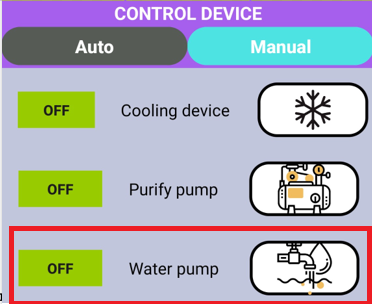 CONTROL DEVICE
Auto Manual
OFF Cooling device
OFF Purify pump
OFF Water pump